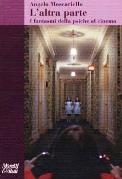 Angelo Moscariello
L'altra parte
I fantasmi della psiche al cinema